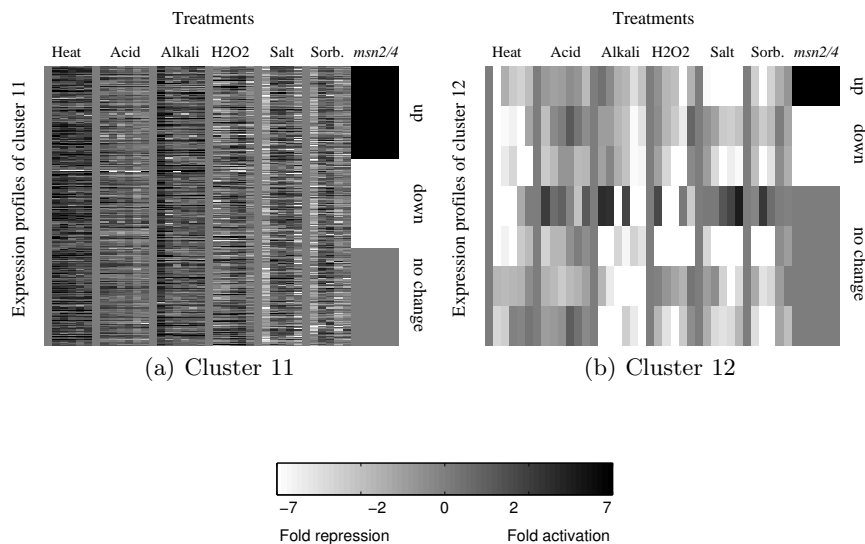 Treatments
Heat Acid Alkali H2O2 Salt Sorb. msn2/4
Expression profiles of cluster 11
up
down
no change
(a) Cluster 11
Treatments
Heat Acid Alkali H2O2 Salt Sorb. msn2/4
Expression profiles of cluster 12
up
down
no change
(b) Cluster 12
−7 −2 0 2 7
Fold repression Fold activation